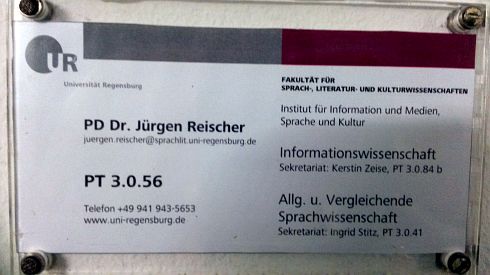 UR
Universität Regensburg
PD Dr. Jürgen Reischer
juergen.reischer@sprachlit.uni-regensburg.de
PT 3.0.56
Telefon +49 941 943-5653
www.uni-regensburg.de
FAKULTÄT FÜR
SPRACH-, LITERATUR- UND KULTURWISSENSCHAFTEN
Institut für Information und Medien,
Sprache und Kultur
Informationswissenschaft
Sekretariat: Kerstin Zeise, PT 3.0.84 b
Allg. u. Vergleichende
Sprachwissenschaft
Sekretariat: Ingrid Stitz, PT 3.0.41